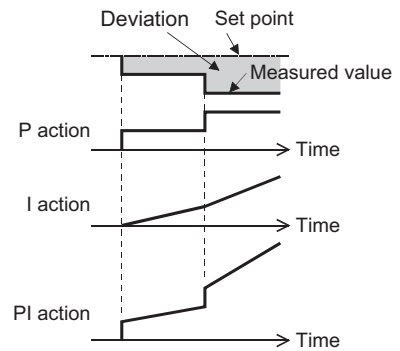 Deviation
Set point
Measured value
P action
Time
I action
Time
PI action
Time